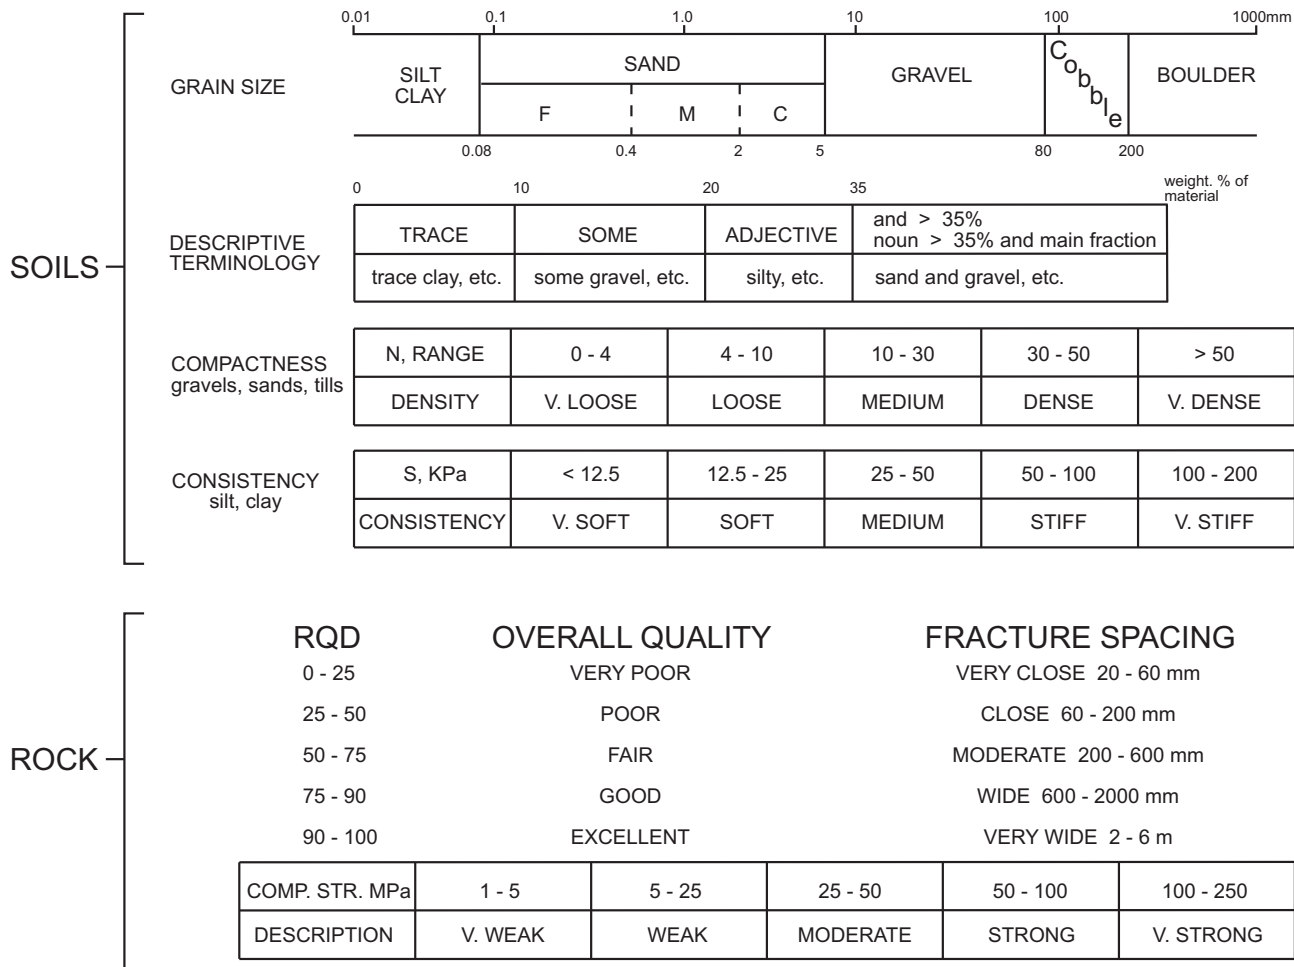 0.01 0.1 1.0 10 100 1000mm
GRAIN SIZE
SILT
CLAY
SAND
F M C
GRAVEL
Cobble
BOULDER
0.08 0.4 2 5 80 200
0 10 20 35 weight. % of
material
DESCRIPTIVE
TERMINOLOGY
TRACE SOME ADJECTIVE and > 35%
noun > 35% and main fraction
trace clay, etc. some gravel, etc. silty, etc. sand and gravel, etc.
SOILS
COMPACTNESS
gravels, sands, tills
N, RANGE 0 - 4 4 - 10 10 - 30 30 - 50 > 50
DENSITY V. LOOSE LOOSE MEDIUM DENSE V. DENSE
CONSISTENCY
silt, clay
S, KPa < 12.5 12.5 - 25 25 - 50 50 - 100 100 - 200
CONSISTENCY V. SOFT SOFT MEDIUM STIFF V. STIFF
ROCK
RQD OVERALL QUALITY FRACTURE SPACING
0 - 25 VERY POOR VERY CLOSE 20 - 60 mm
25 - 50 POOR CLOSE 60 - 200 mm
50 - 75 FAIR MODERATE 200 - 600 mm
75 - 90 GOOD WIDE 600 - 2000 mm
90 - 100 EXCELLENT VERY WIDE 2 - 6 m
COMP. STR. MPa 1 - 5 5 - 25 25 - 50 50 - 100 100 - 250
DESCRIPTION V. WEAK WEAK MODERATE STRONG V. STRONG